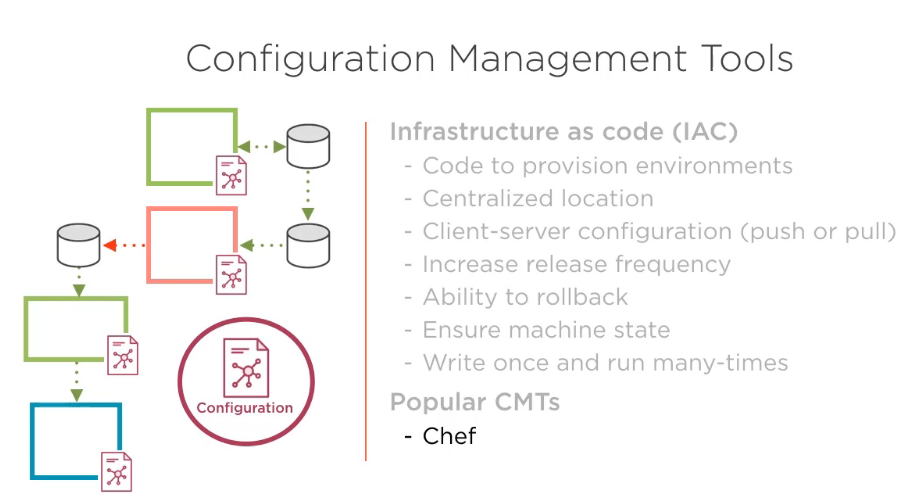 Configuration Management Tools
Infrastructure as code (IAC)
- Code to provision environments
- Centralized location
- Client-server configuration (push or pull)
- Increase release frequency
- Ability to rollback
- Ensure machine state
- Write once and run many-times
Popular CMTs
- Chef
Configuration